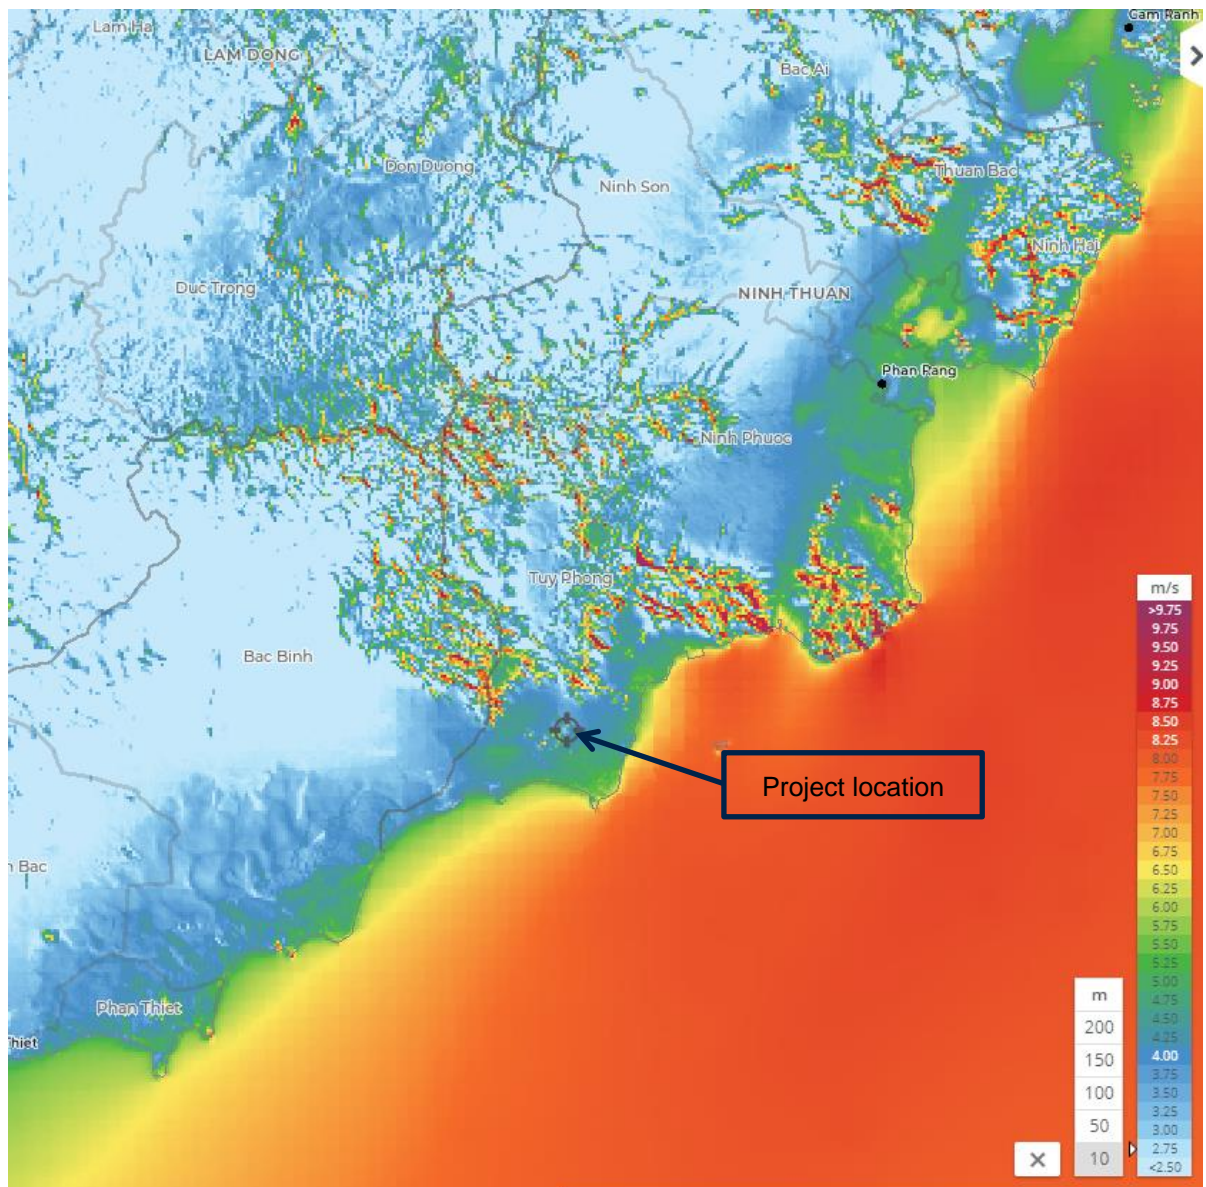 Cam Ranh
Lam Ha
LAM DONG
Bac Ai
Don Duong
Thuan Bac
Ninh Son
Ninh Hai
Duc Trong
NINH THUAN
Phan Rang
Ninh Phuoc
Tuy Phong
Bac Binh
Project location
Bac
Phan Thiet
hiet
m/s
>9.75
9.75
9.50
9.25
9.00
8.75
8.50
8.25
8.00
7.75
7.50
7.25
7.00
6.75
6.50
6.25
6.00
5.75
5.50
5.25
5.00
4.75
4.50
4.25
4.00
3.75
3.50
3.25
3.00
2.75
<2.50
m
200
150
100
50
10